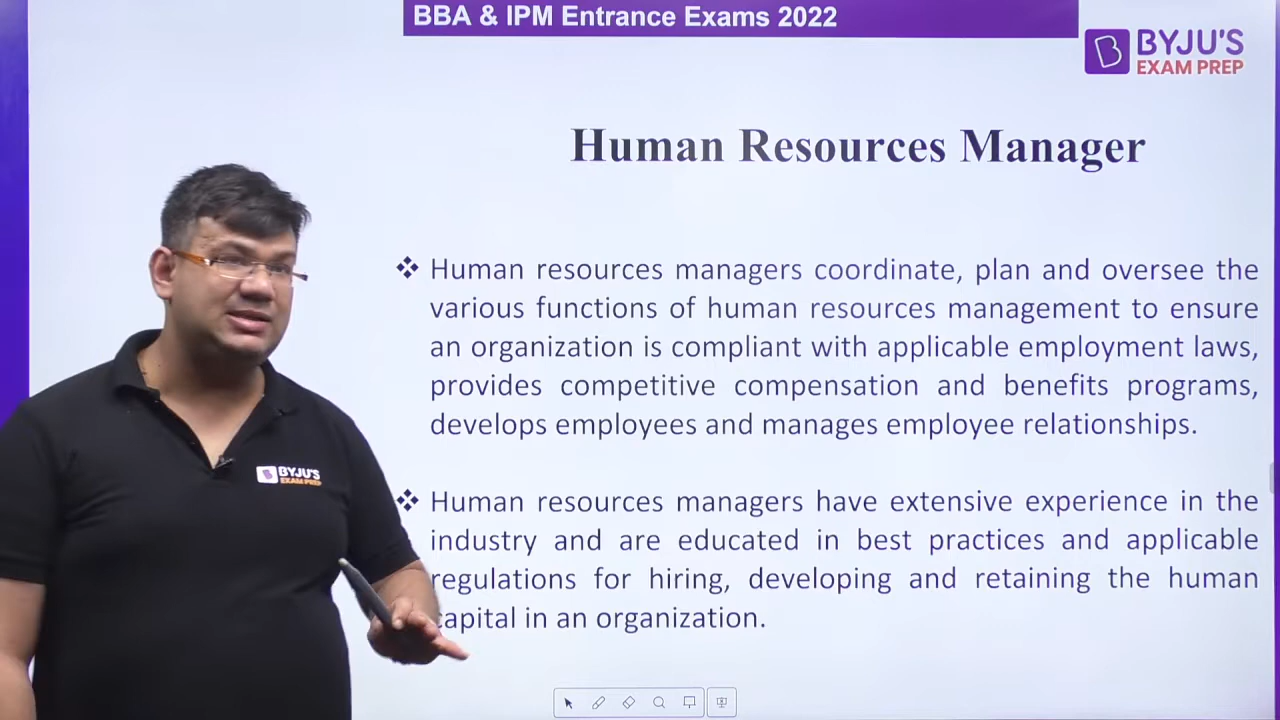 BBA & IPM Entrance Exams 2022
BYJU'S
EXAM PREP
Human Resources Manager
Human resources managers coordinate, plan and oversee the
various functions of human resources management to ensure
an organization is compliant with applicable employment laws,
provides competitive compensation and benefits programs,
develops employees and manages employee relationships.
Human resources managers have extensive experience in the
industry and are educated in best practices and applicable
regulations for hiring, developing and retaining the human
capital in an organization.
BYJU'S
EXAM PREP